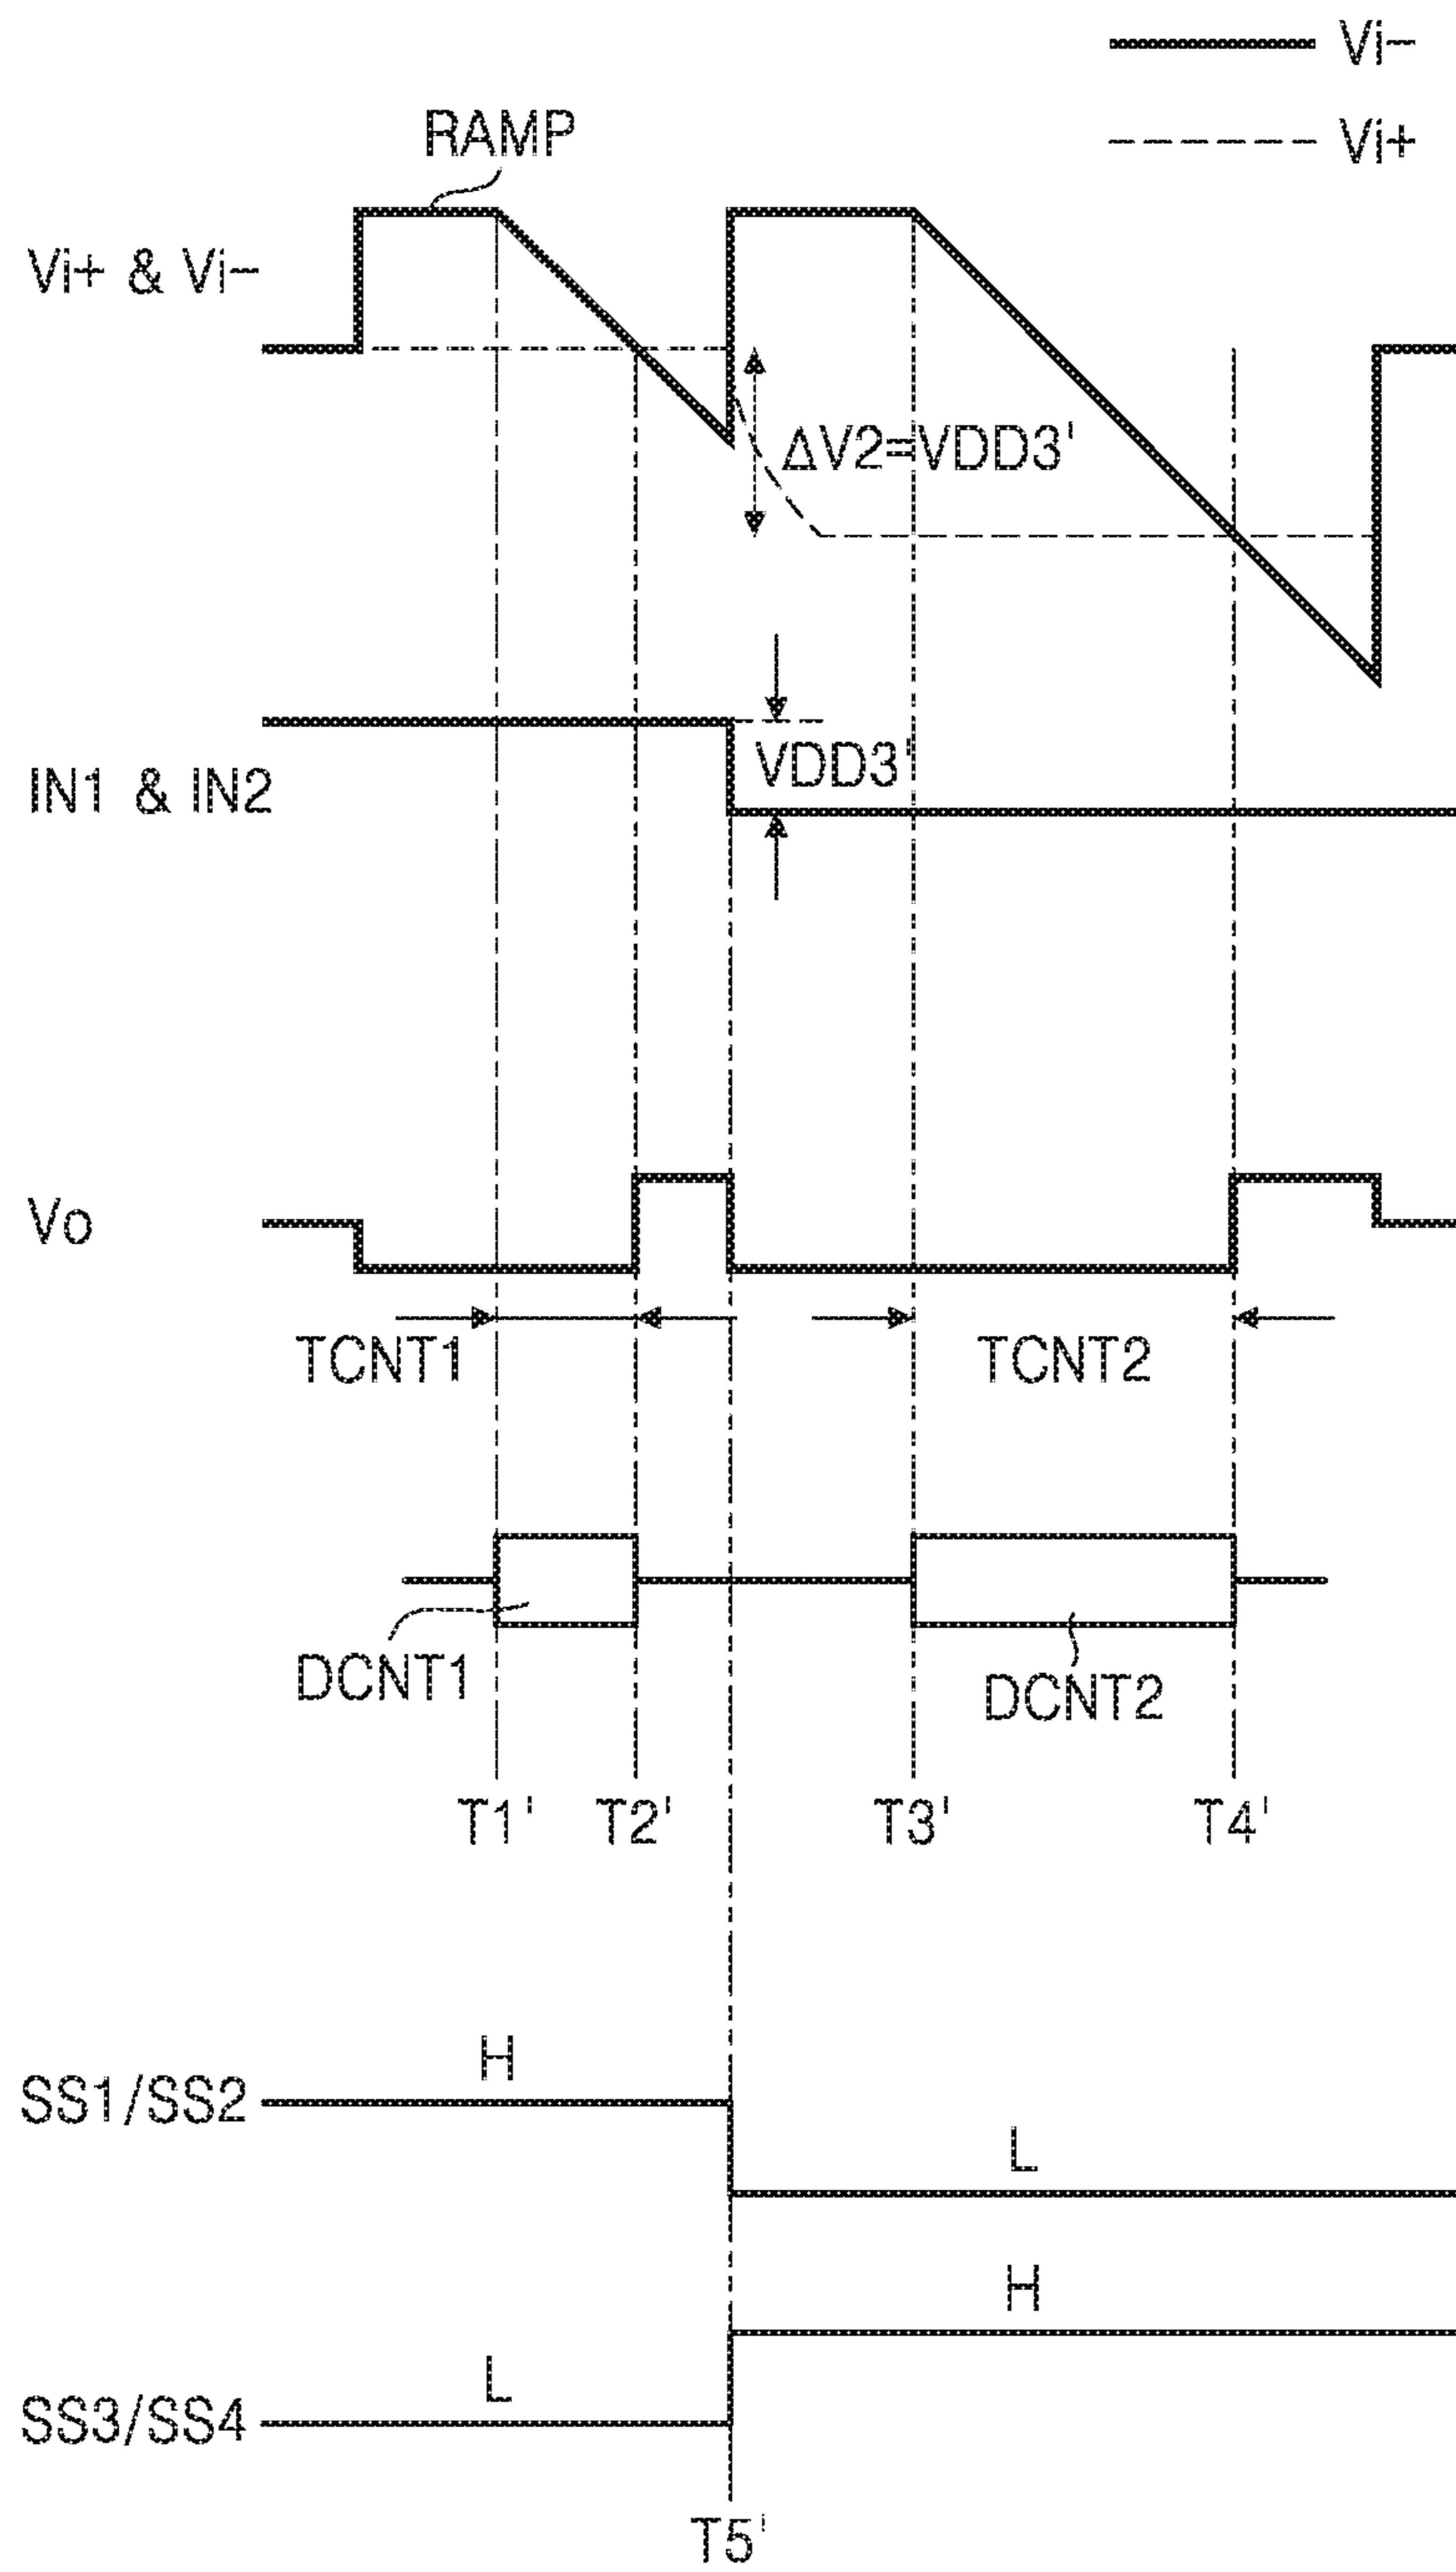 Vi−
RAMP
Vi+
Vi+ & Vi−
ΔV2=VDD3'
VDD3'
IN1 & IN2
Vo
TCNT1
TCNT2
DCNT1
DCNT2
T1'
T2'
T3'
T4'
H
SS1/SS2
L
H
L
SS3/SS4
T5'